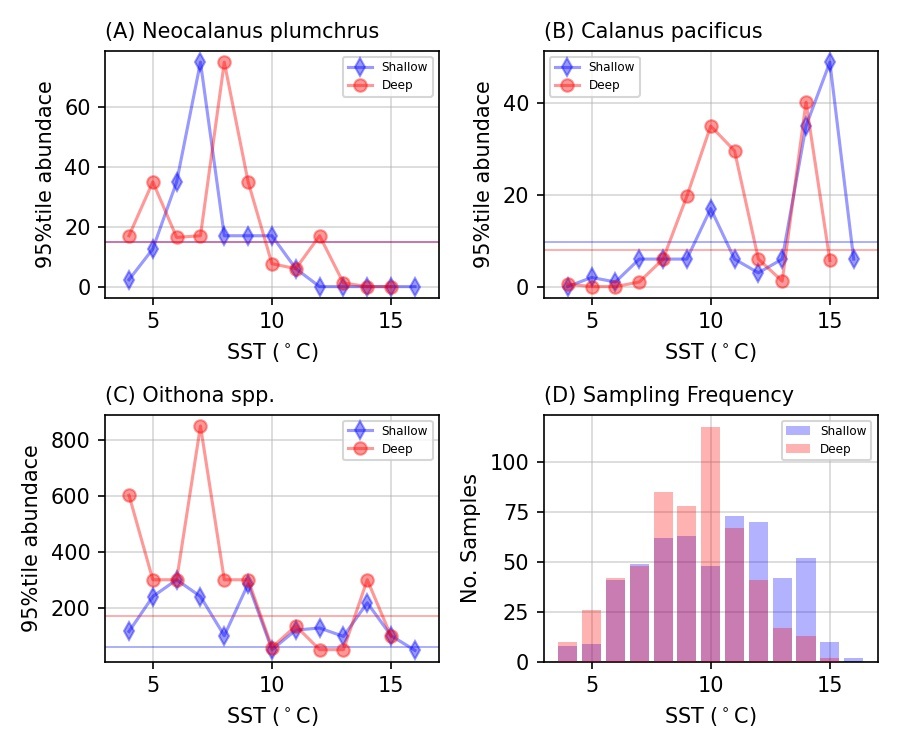 (A) Neocalanus plumchrus
95%tile abundace
60
40
20
0
5
10
15
SST (°C)
Shallow
Deep
(B) Calanus pacificus
95%tile abundace
40
20
0
5
10
15
SST (°C)
Shallow
Deep
(C) Oithona spp.
95%tile abundace
800
600
400
200
5
10
15
SST (°C)
Shallow
Deep
(D) Sampling Frequency
No. Samples
100
75
50
25
0
5
10
15
SST (°C)
Shallow
Deep